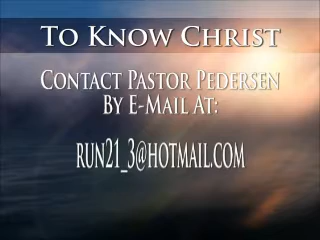 To Know Christ
Contact Pastor Pedersen
By E-Mail At:
run21_3@hotmail.com